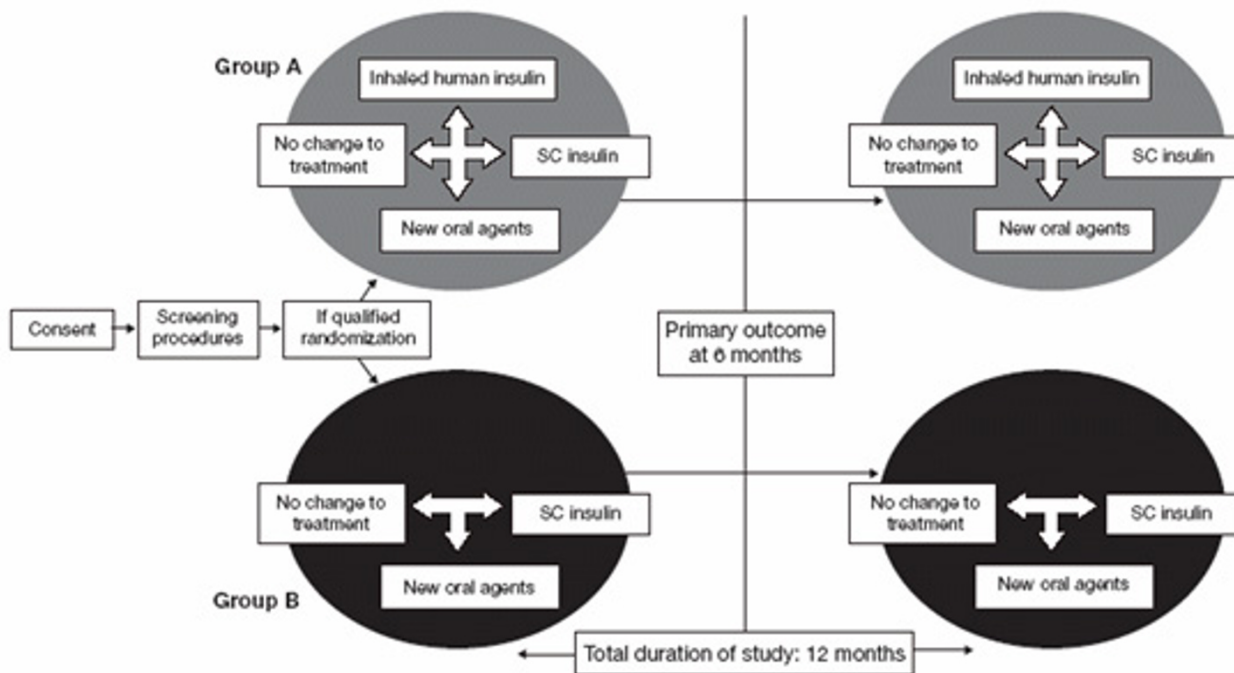 Group A
Inhaled human insulin
No change to
treatment
SC insulin
New oral agents
Inhaled human insulin
No change to
treatment
SC insulin
New oral agents
Consent
Screening
procedures
If qualified
randomization
Primary outcome
at 6 months
No change to
treatment
SC insulin
New oral agents
Group B
No change to
treatment
SC insulin
New oral agents
Total duration of study: 12 months